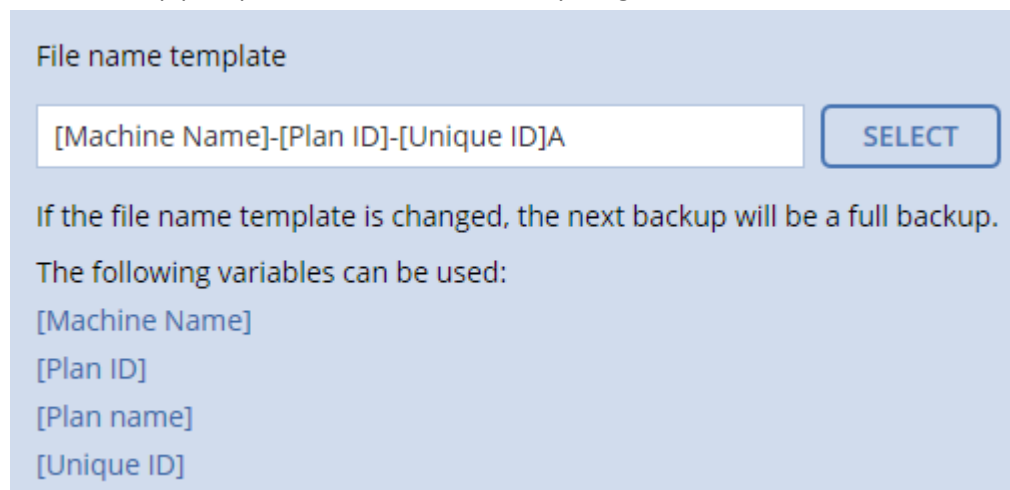 File name template
[Machine Name]-[Plan ID]-[Unique ID]A
SELECT
If the file name template is changed, the next backup will be a full backup.
The following variables can be used:
[Machine Name]
[Plan ID]
[Plan name]
[Unique ID]